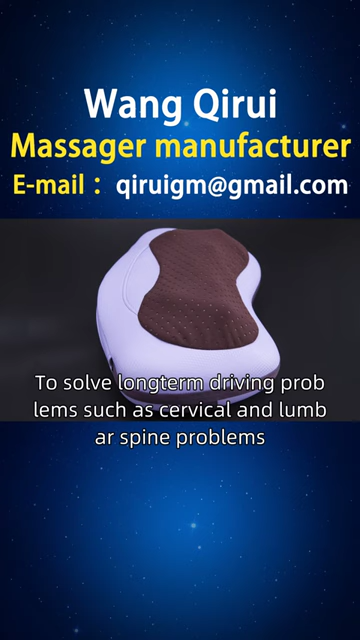 Wang Qirui
Massager manufacturer
E-mail： qiruigm@gmail.com
To solve longterm driving prob
lems such as cervical and lumb
ar spine problems